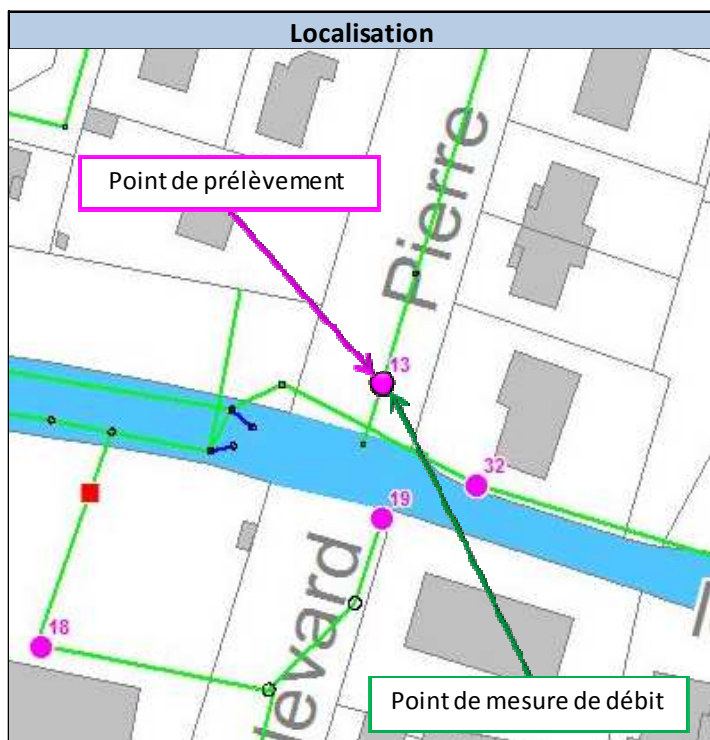 Localisation
Point de prélèvement
Pierre
13
32
19
levard
18
Point de mesure de débit